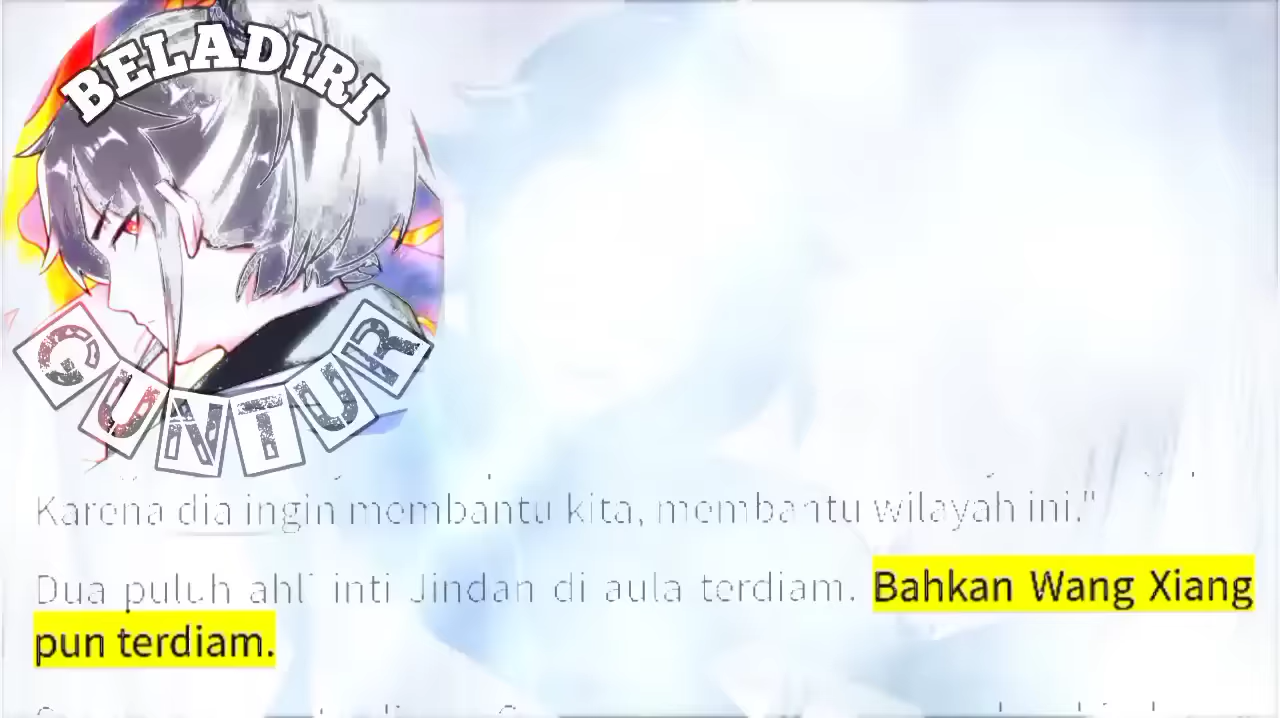 BELADIRI
GUNTUR
Karena dia ingin membantu kita, membantu wilayah ini."
Dua puluh ahli inti Jindan di aula terdiam. Bahkan Wang Xiang
pun terdiam.